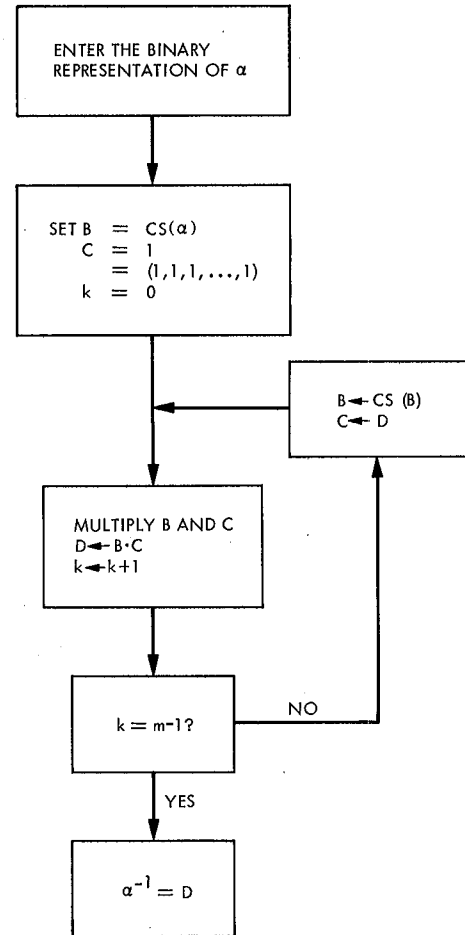 ENTER THE BINARY
REPRESENTATION OF α
SET B = CS(α)
C = 1
= (1,1,1,...,1)
k = 0
B ← CS (B)
C ← D
MULTIPLY B AND C
D ← B·C
k ← k+1
k = m-1?
NO
YES
α⁻¹ = D